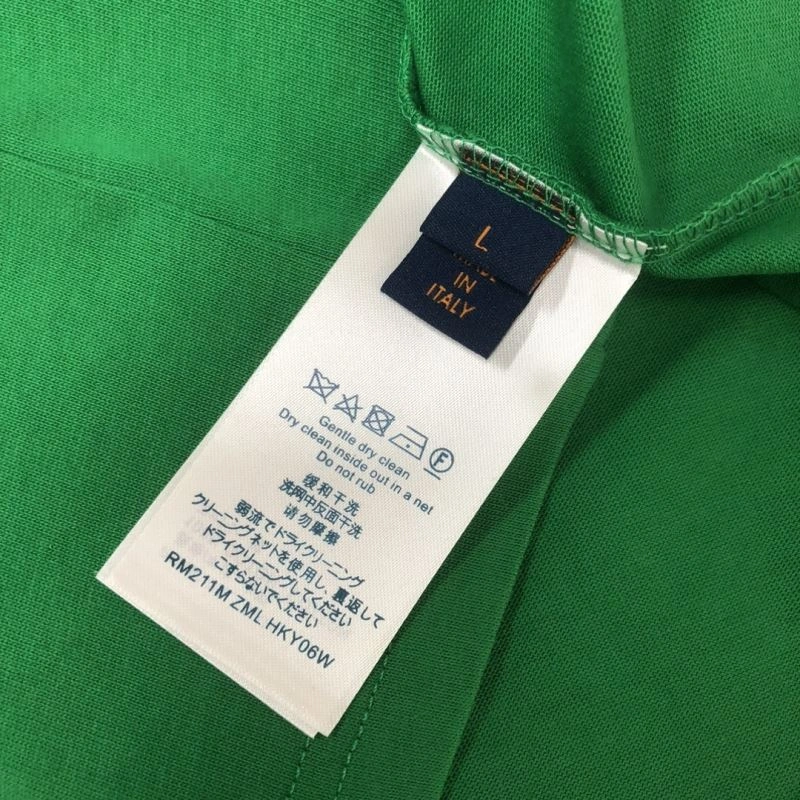 L
MADE
IN
ITALY
Gentle dry clean
Dry clean inside out in a net
Do not rub
缓和干洗
洗网中反面干洗
请勿摩擦
弱流でドライクリーニング
クリーニングネットを使用し,裏返して
ドライクリーニングしてください
こすらないでください
RM211M ZML HKY06W